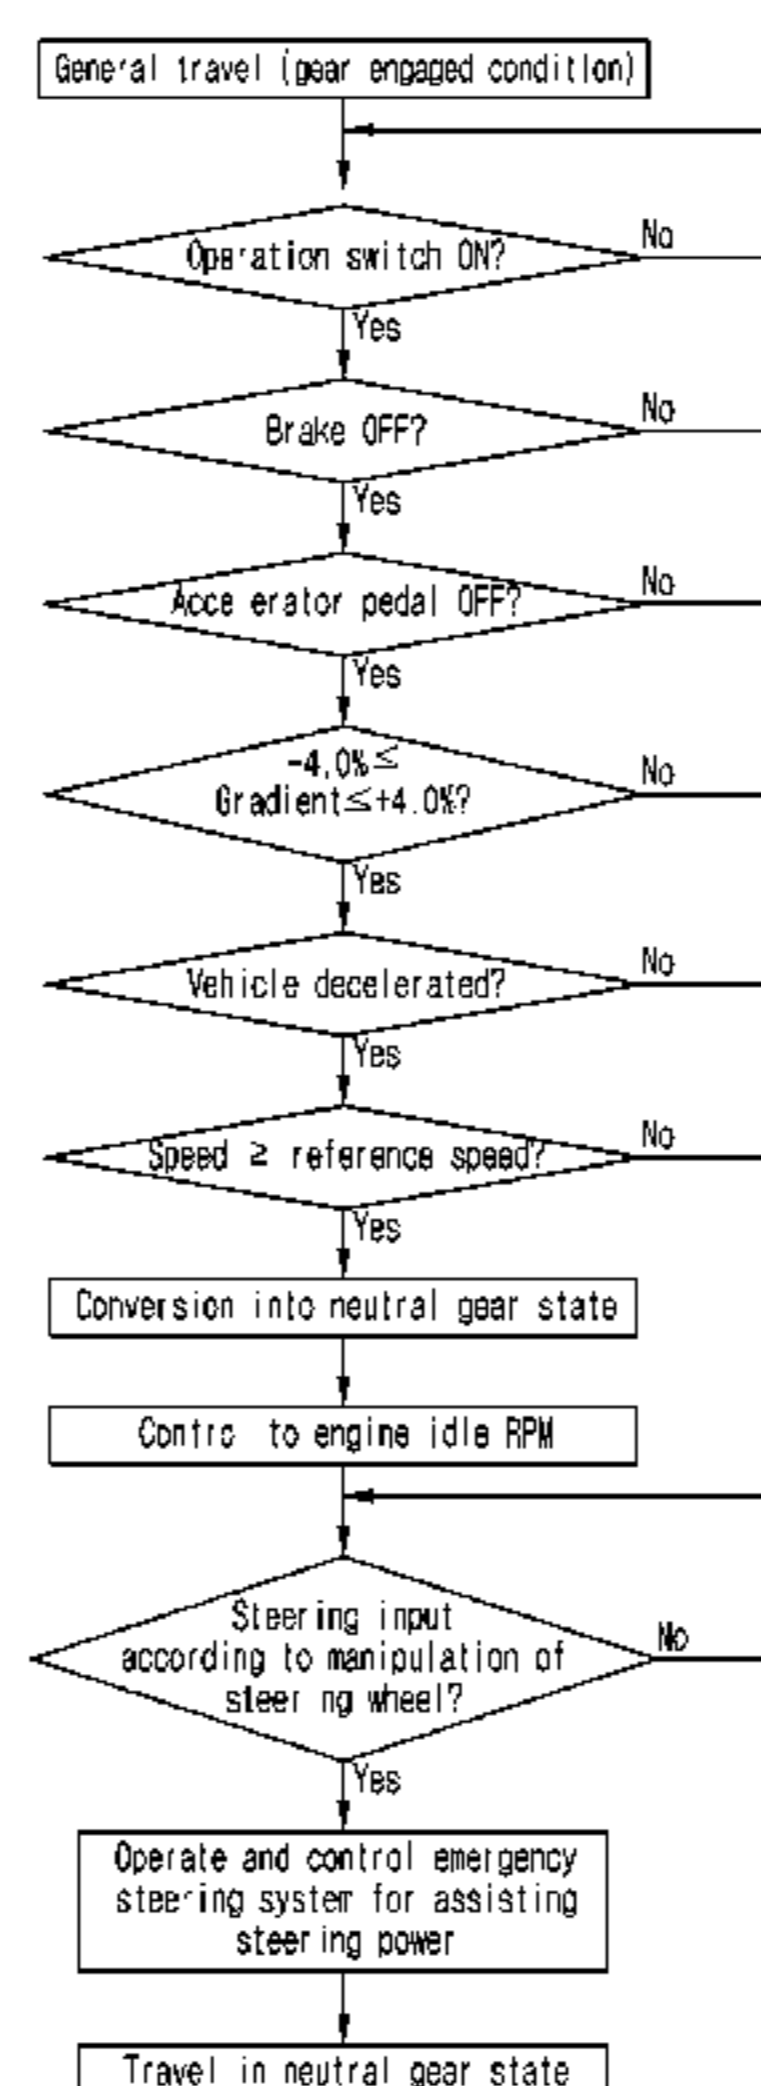 General travel (gear engaged condition)
Operation switch ON?
No
Yes
Brake OFF?
No
Yes
Accelerator pedal OFF?
No
Yes
-4.0%≤
Gradient≤+4.0%?
No
Yes
Vehicle decelerated?
No
Yes
Speed ≥ reference speed?
No
Yes
Conversion into neutral gear state
Control to engine idle RPM
Steering input
according to manipulation of
steering wheel?
No
Yes
Operate and control emergency
steering system for assisting
steering power
Travel in neutral gear state